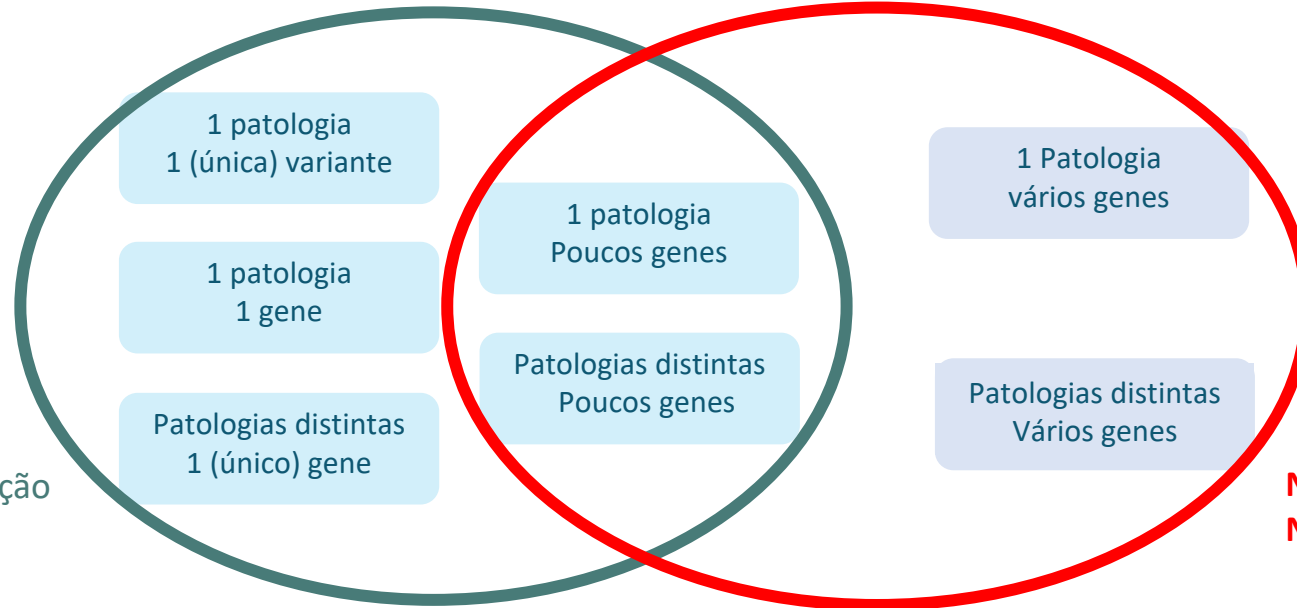 1 patologia
1 (única) variante
1 patologia
1 gene
Patologias distintas
1 (único) gene
1 patologia
Poucos genes
Patologias distintas
Poucos genes
1 Patologia
vários genes
Patologias distintas
Vários genes
ção
N
N